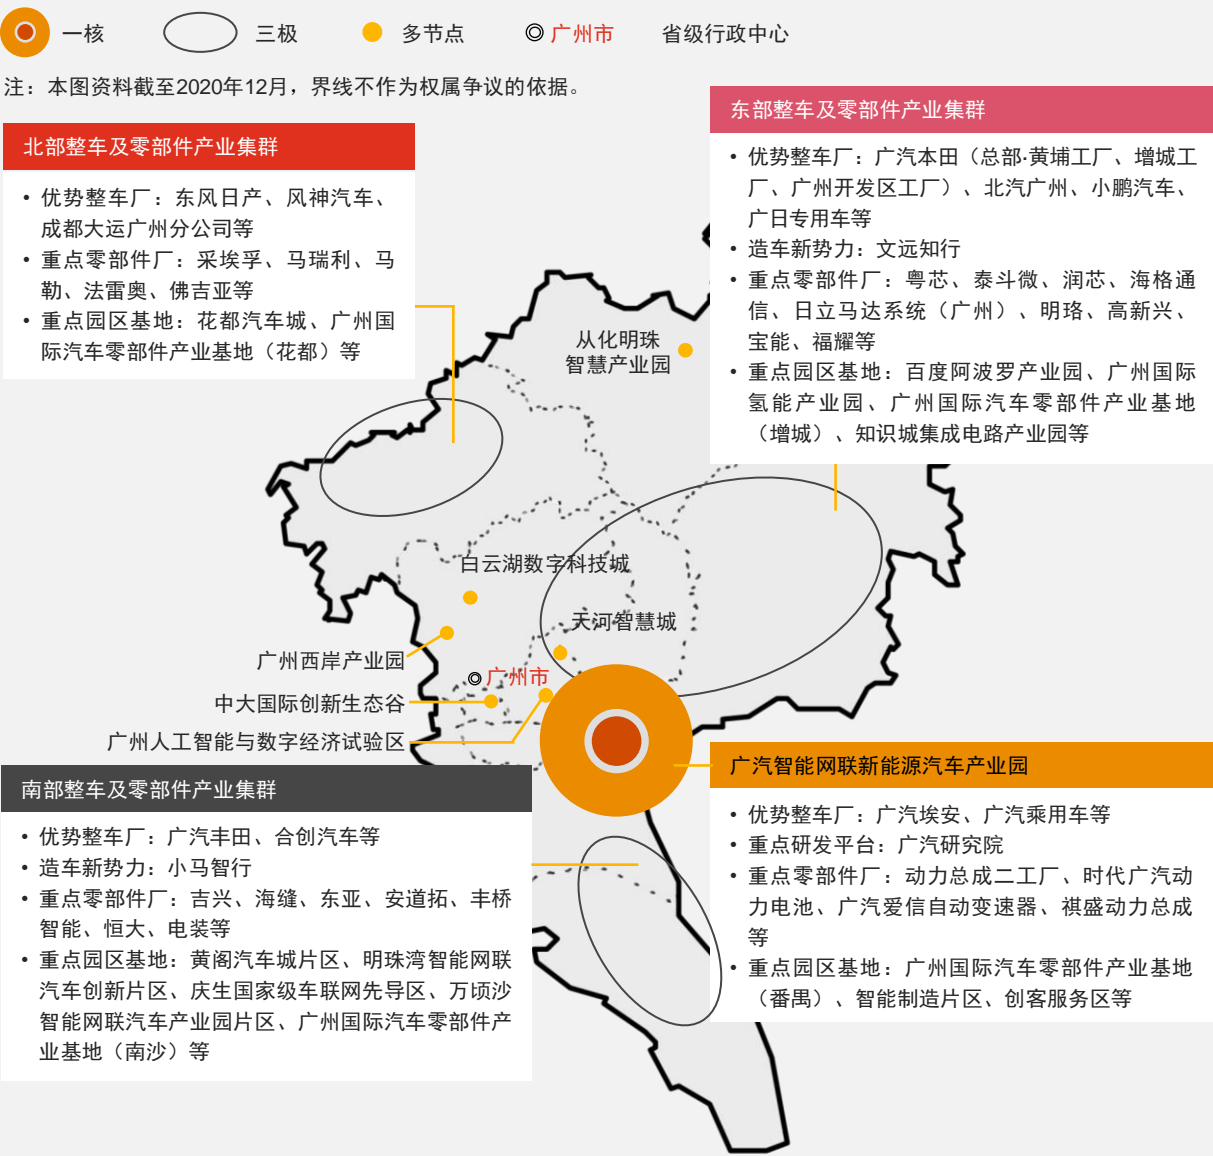 一核
三极
多节点
广州市
省级行政中心
注：本图资料截至2020年12月，界线不作为权属争议的依据。
北部整车及零部件产业集群
• 优势整车厂：东风日产、风神汽车、
成都大运广州分公司等
• 重点零部件厂：采埃孚、马瑞利、马
勒、法雷奥、佛吉亚等
• 重点园区基地：花都汽车城、广州国
际汽车零部件产业基地（花都）等
东部整车及零部件产业集群
• 优势整车厂：广汽本田（总部·黄埔工厂、增城工
厂、广州开发区工厂）、北汽广州、小鹏汽车、
广日专用车等
• 造车新势力：文远知行
• 重点零部件厂：粤芯、泰斗微、润芯、海格通
信、日立马达系统（广州）、明珞、高新兴、
宝能、福耀等
• 重点园区基地：百度阿波罗产业园、广州国际
氢能产业园、广州国际汽车零部件产业基地
（增城）、知识城集成电路产业园等
从化明珠
智慧产业园
白云湖数字科技城
天河智慧城
广州西岸产业园
广州市
中大国际创新生态谷
广州人工智能与数字经济试验区
南部整车及零部件产业集群
• 优势整车厂：广汽丰田、合创汽车等
• 造车新势力：小马智行
• 重点零部件厂：吉兴、海缝、东亚、安道拓、丰桥
智能、恒大、电装等
• 重点园区基地：黄阁汽车城片区、明珠湾智能网联
汽车创新片区、庆生国家级车联网先导区、万顷沙
智能网联汽车产业园片区、广州国际汽车零部件产
业基地（南沙）等
广汽智能网联新能源汽车产业园
• 优势整车厂：广汽埃安、广汽乘用车等
• 重点研发平台：广汽研究院
• 重点零部件厂：动力总成二工厂、时代广汽动
力电池、广汽爱信自动变速器、祺盛动力总成
等
• 重点园区基地：广州国际汽车零部件产业基地
（番禺）、智能制造片区、创客服务区等